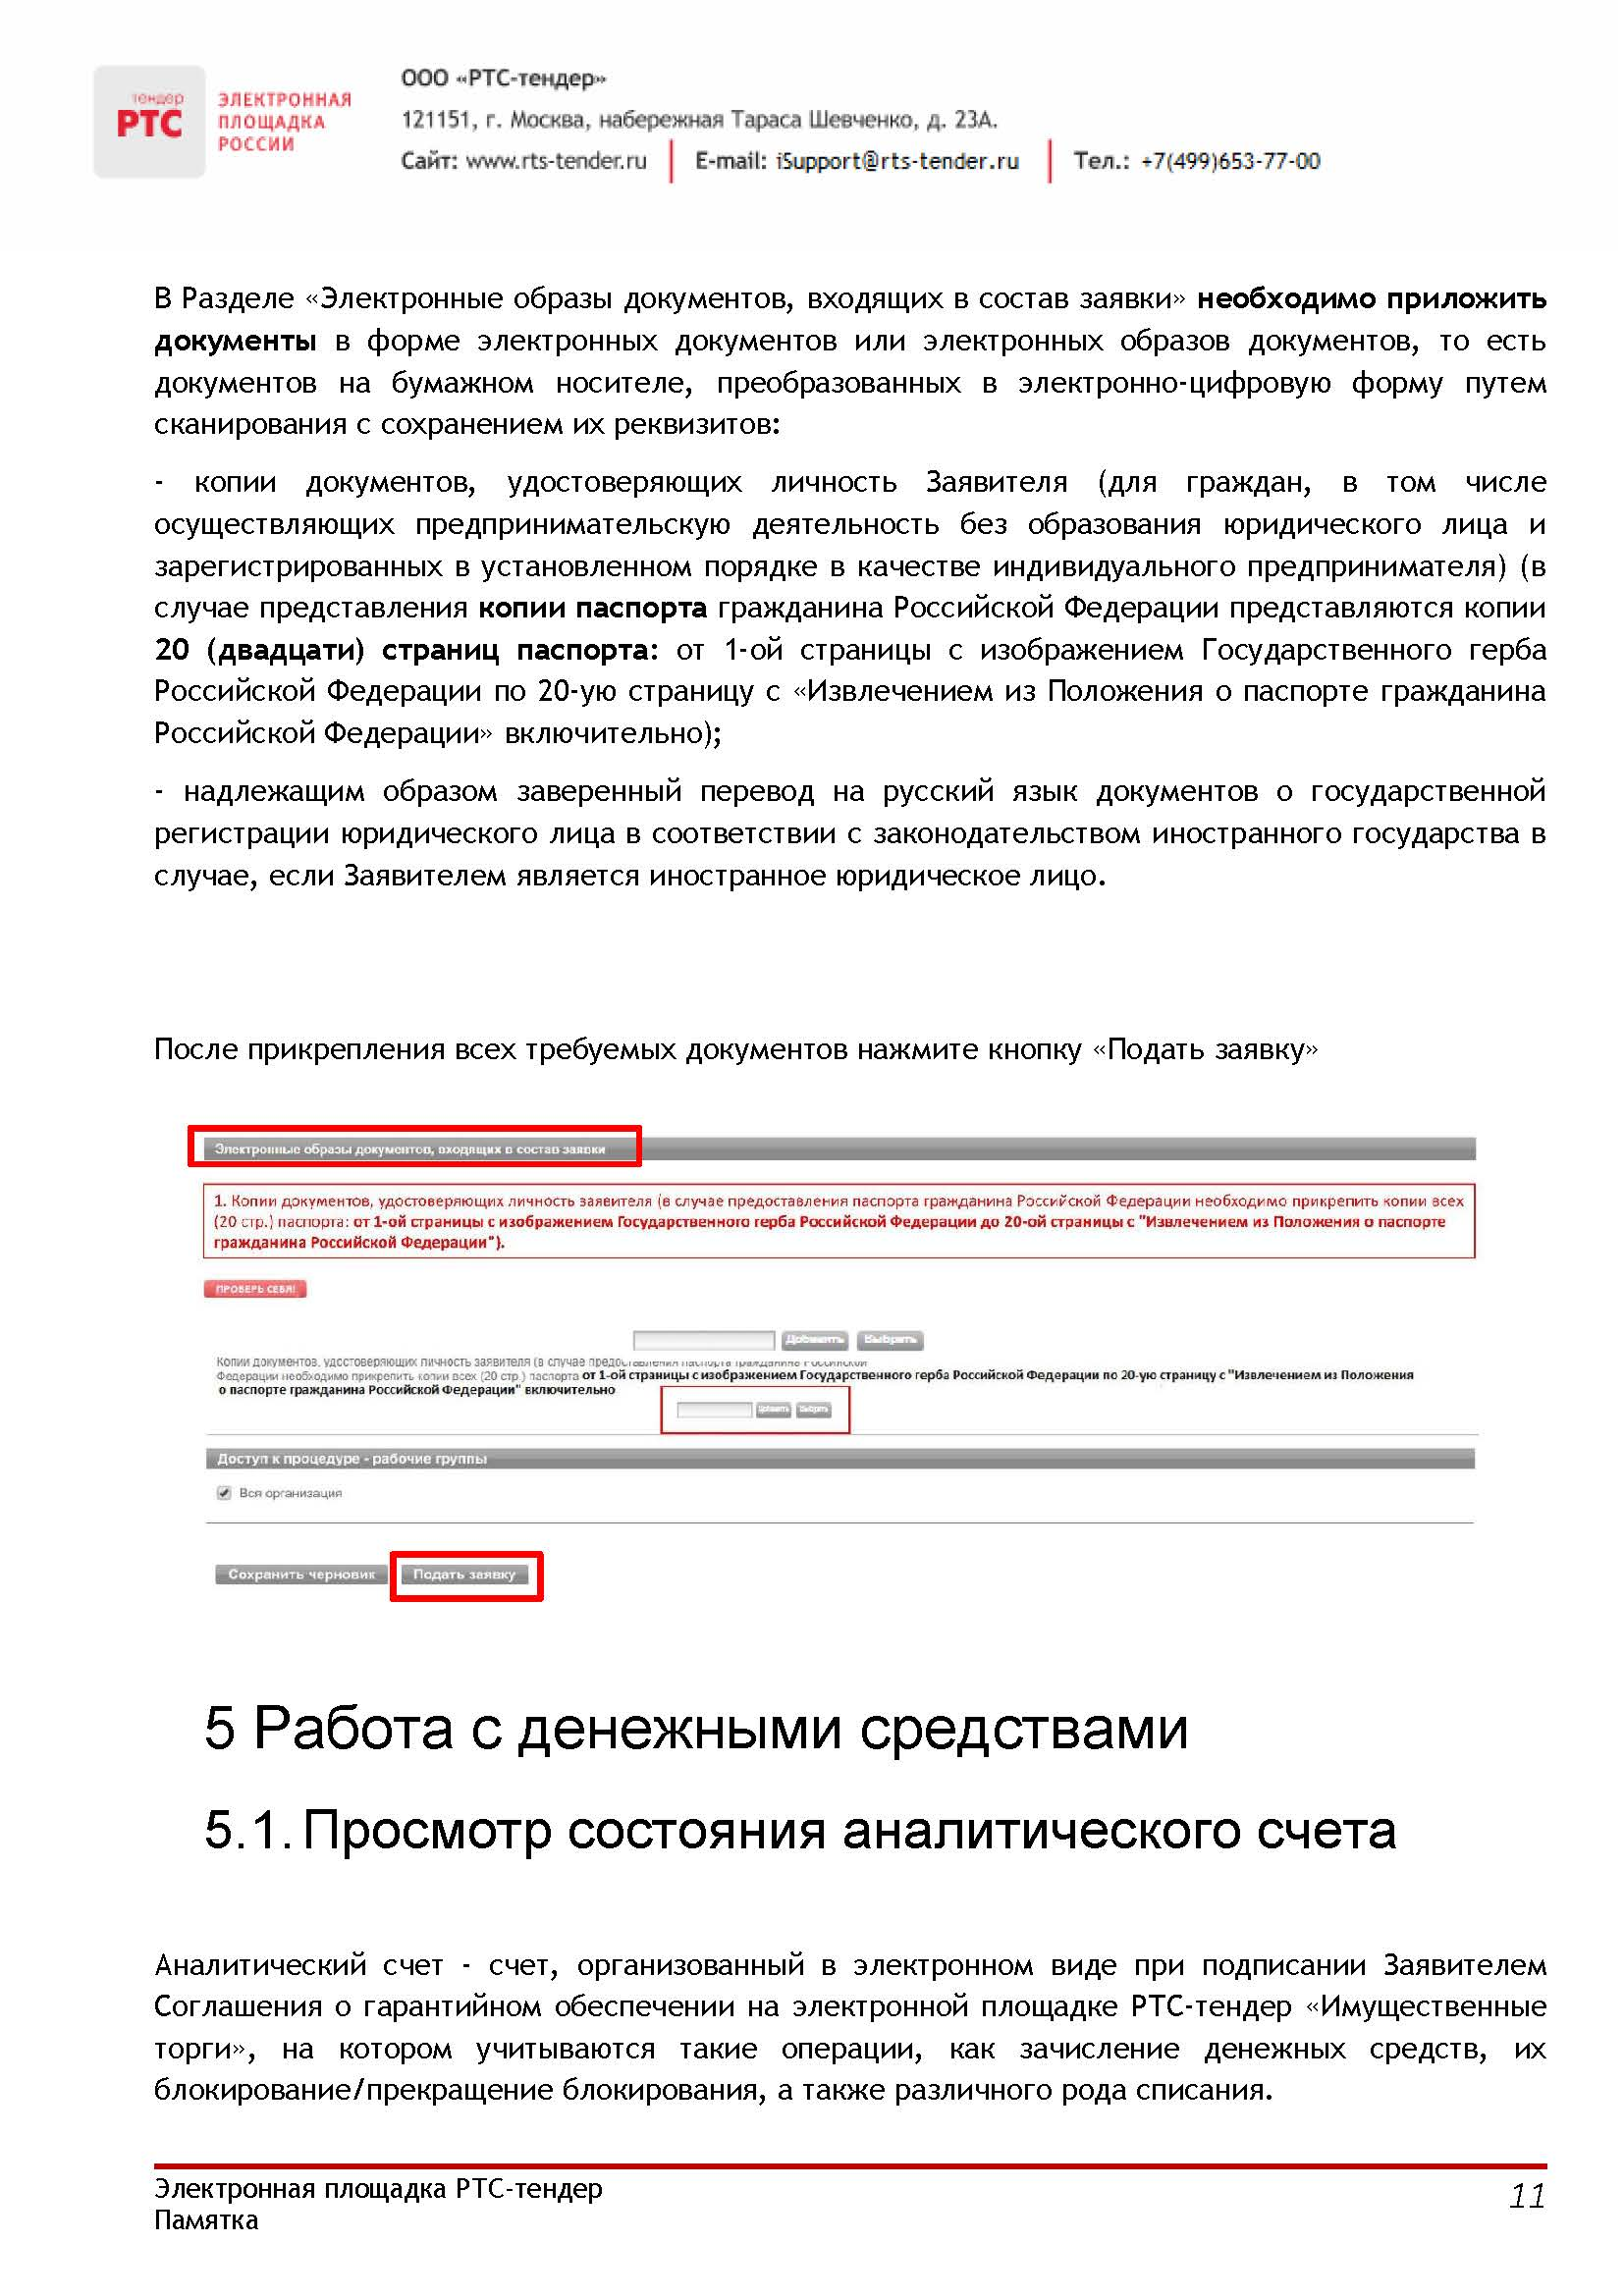 тендер
РТС
ЭЛЕКТРОННАЯ
ПЛОЩАДКА
РОССИИ
ООО «РТС-тендер»
121151, г. Москва, набережная Тараса Шевченко, д. 23А.
Сайт: www.rts-tender.ru E-mail: iSupport@rts-tender.ru Тел.: +7(499)653-77-00
В Разделе «Электронные образы документов, входящих в состав заявки» необходимо приложить
документы в форме электронных документов или электронных образов документов, то есть
документов на бумажном носителе, преобразованных в электронно-цифровую форму путем
сканирования с сохранением их реквизитов:
- копии документов, удостоверяющих личность Заявителя (для граждан, в том числе
осуществляющих предпринимательскую деятельность без образования юридического лица и
зарегистрированных в установленном порядке в качестве индивидуального предпринимателя) (в
случае представления копии паспорта гражданина Российской Федерации представляются копии
20 (двадцати) страниц паспорта: от 1-ой страницы с изображением Государственного герба
Российской Федерации по 20-ую страницу с «Извлечением из Положения о паспорте гражданина
Российской Федерации» включительно);
- надлежащим образом заверенный перевод на русский язык документов о государственной
регистрации юридического лица в соответствии с законодательством иностранного государства в
случае, если Заявителем является иностранное юридическое лицо.
После прикрепления всех требуемых документов нажмите кнопку «Подать заявку»
Электронные образы документов, входящих в состав заявки
1. Копии документов, удостоверяющих личность заявителя (в случае предоставления паспорта гражданина Российской Федерации необходимо прикрепить копии всех
(20 стр.) паспорта: от 1-ой страницы с изображением Государственного герба Российской Федерации до 20-ой страницы с "Извлечением из Положения о паспорте
гражданина Российской Федерации").
ПРОВЕРЬ СЕБЯ!
Добавить Выбрать
Копии документов, удостоверяющих личность заявителя (в случае предоставления паспорта гражданина Российской
Федерации необходимо прикрепить копии всех (20 стр.) паспорта от 1-ой страницы с изображением Государственного герба Российской Федерации по 20-ую страницу с "Извлечением из Положения
о паспорте гражданина Российской Федерации" включительно
Добавить Выбрать
Доступ к процедуре - рабочие группы
Вся организация
Сохранить черновик Подать заявку
5 Работа с денежными средствами
5.1. Просмотр состояния аналитического счета
Аналитический счет - счет, организованный в электронном виде при подписании Заявителем
Соглашения о гарантийном обеспечении на электронной площадке РТС-тендер «Имущественные
торги», на котором учитываются такие операции, как зачисление денежных средств, их
блокирование/прекращение блокирования, а также различного рода списания.
Электронная площадка РТС-тендер
Памятка
11